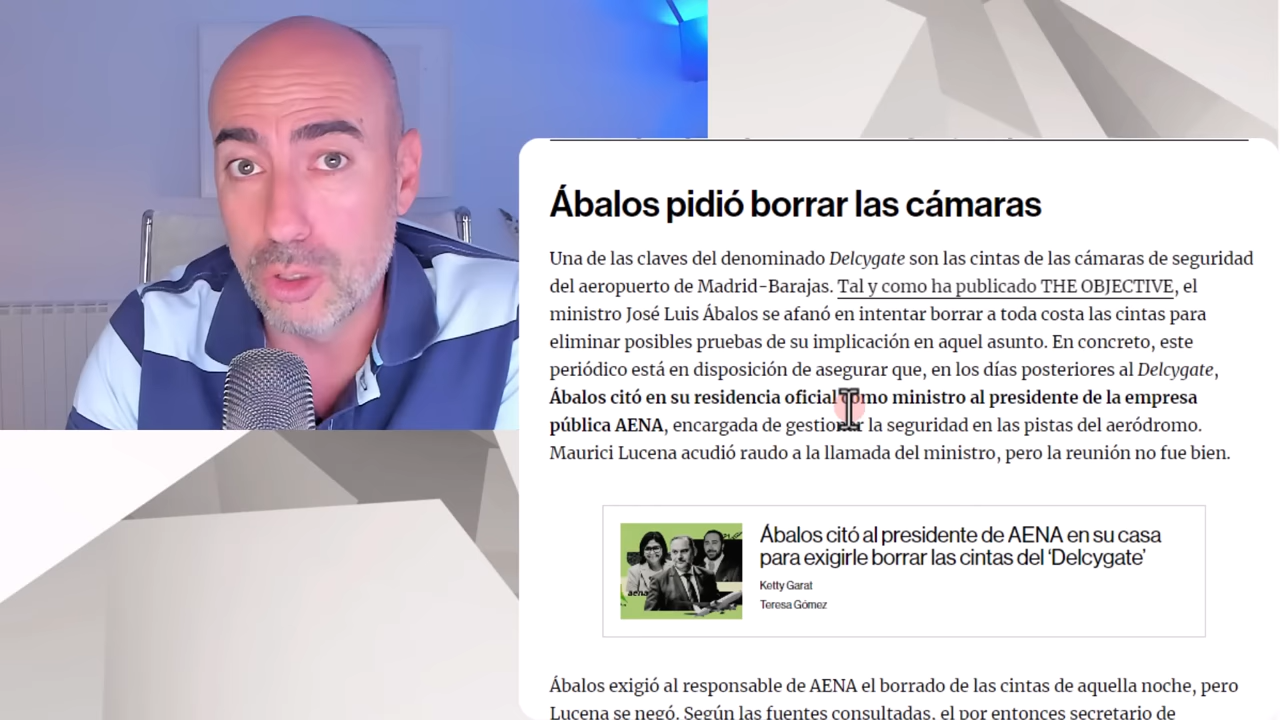 Ábalos pidió borrar las cámaras
Una de las claves del denominado Delcygate son las cintas de las cámaras de seguridad
del aeropuerto de Madrid-Barajas. Tal y como ha publicado THE OBJECTIVE, el
ministro José Luis Ábalos se afanó en intentar borrar a toda costa las cintas para
eliminar posibles pruebas de su implicación en aquel asunto. En concreto, este
periódico está en disposición de asegurar que, en los días posteriores al Delcygate,
Ábalos citó en su residencia oficial como ministro al presidente de la empresa
pública AENA, encargada de gestionar la seguridad en las pistas del aeródromo.
Maurici Lucena acudió raudo a la llamada del ministro, pero la reunión no fue bien.
aena
Ábalos citó al presidente de AENA en su casa
para exigirle borrar las cintas del ‘Delcygate’
Ketty Garat
Teresa Gómez
Ábalos exigió al responsable de AENA el borrado de las cintas de aquella noche, pero
Lucena se negó. Según las fuentes consultadas, el por entonces secretario de